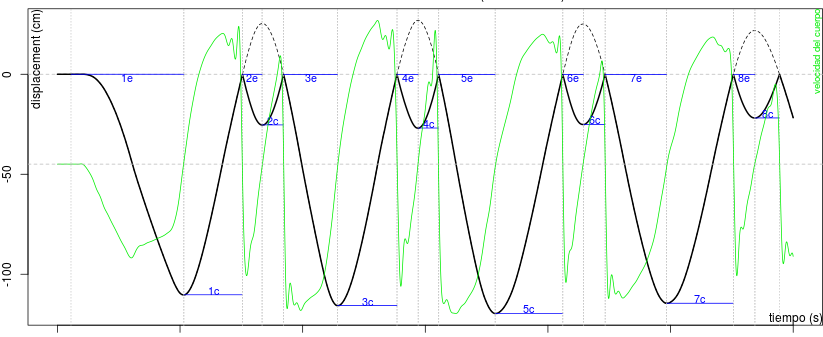 displacement (cm)
velocidad del cuerpo
0
-50
-100
1e
2e
3e
4e
5e
6e
7e
8e
2c
4c
6c
8c
1c
3c
5c
7c
tiempo (s)